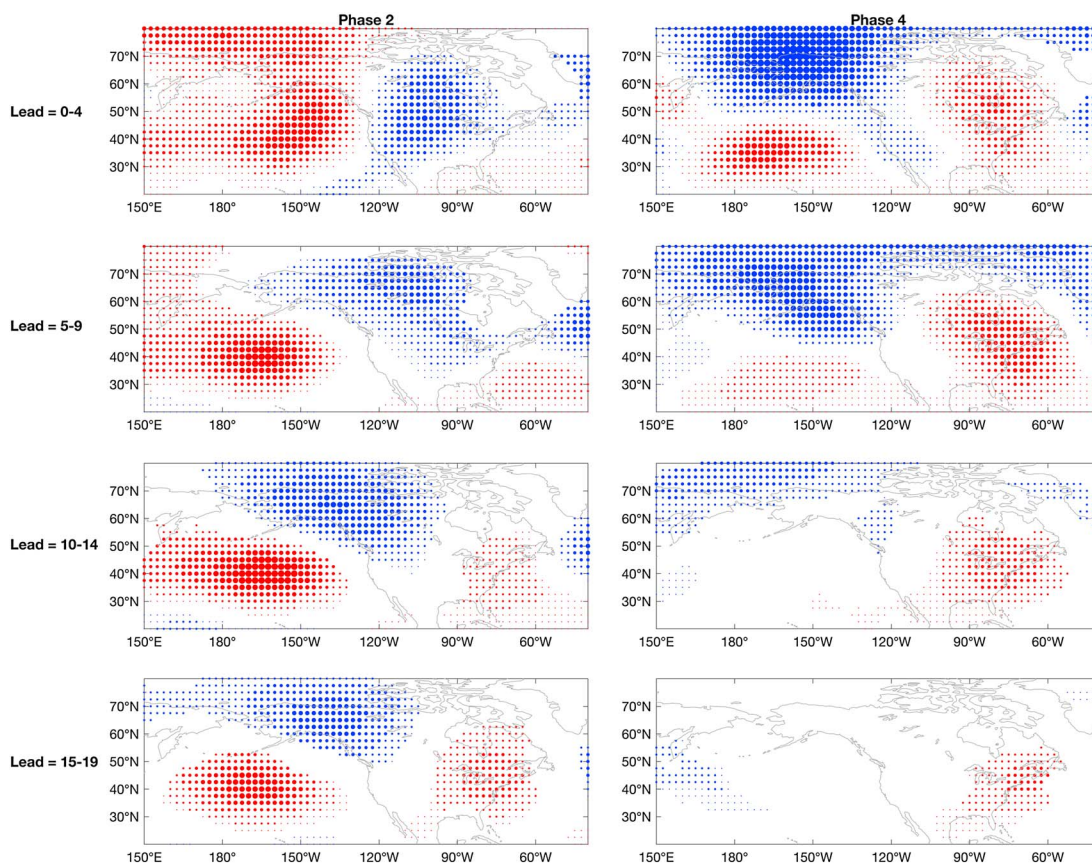 Phase 2 Phase 4
70°N 70°N
60°N 60°N
Lead = 0-4 50°N 50°N
40°N 40°N
30°N 30°N
150°E 180° 150°W 120°W 90°W 60°W 150°E 180° 150°W 120°W 90°W 60°W
70°N 70°N
60°N 60°N
Lead = 5-9 50°N 50°N
40°N 40°N
30°N 30°N
150°E 180° 150°W 120°W 90°W 60°W 150°E 180° 150°W 120°W 90°W 60°W
70°N 70°N
60°N 60°N
Lead = 10-14 50°N 50°N
40°N 40°N
30°N 30°N
150°E 180° 150°W 120°W 90°W 60°W 150°E 180° 150°W 120°W 90°W 60°W
70°N 70°N
60°N 60°N
Lead = 15-19 50°N 50°N
40°N 40°N
30°N 30°N
150°E 180° 150°W 120°W 90°W 60°W 150°E 180° 150°W 120°W 90°W 60°W